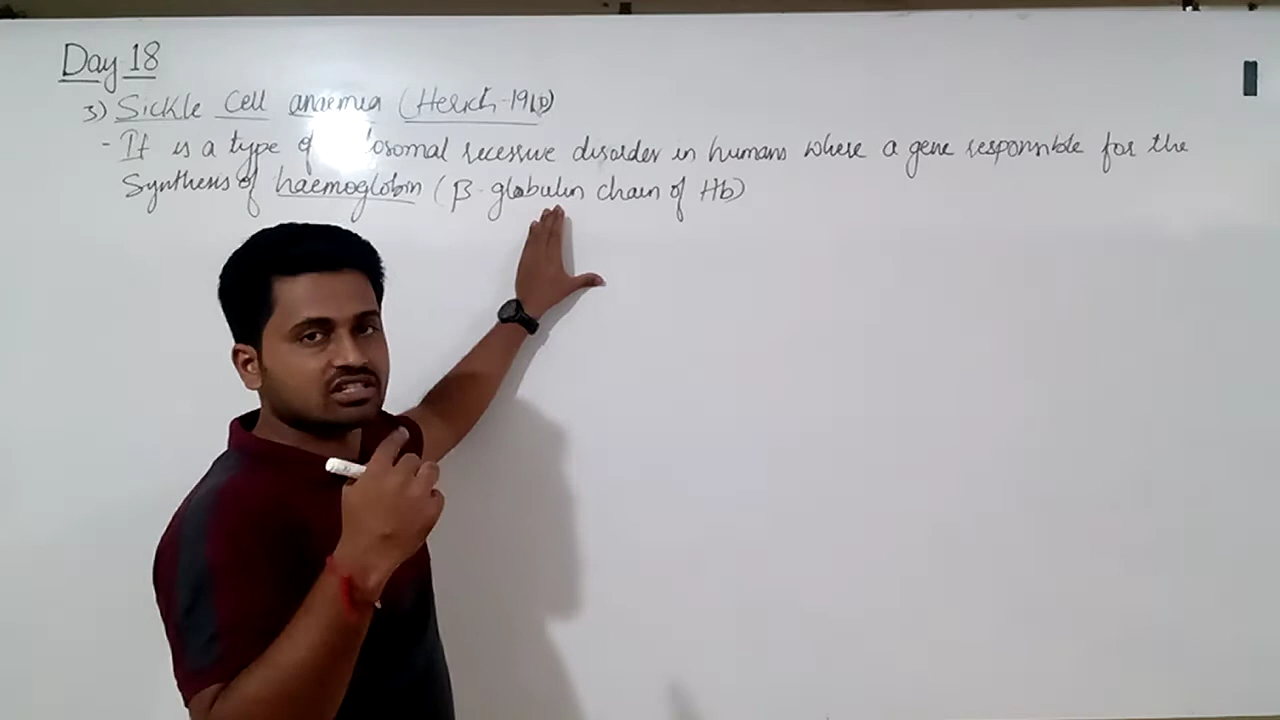 Day 18
3) Sickle Cell anaemia (Herick-1910)
- It is a type of osomal recessive disorder in humans where a gene responsible for the
Synthesis of haemoglobin (β-globulin chain of Hb)